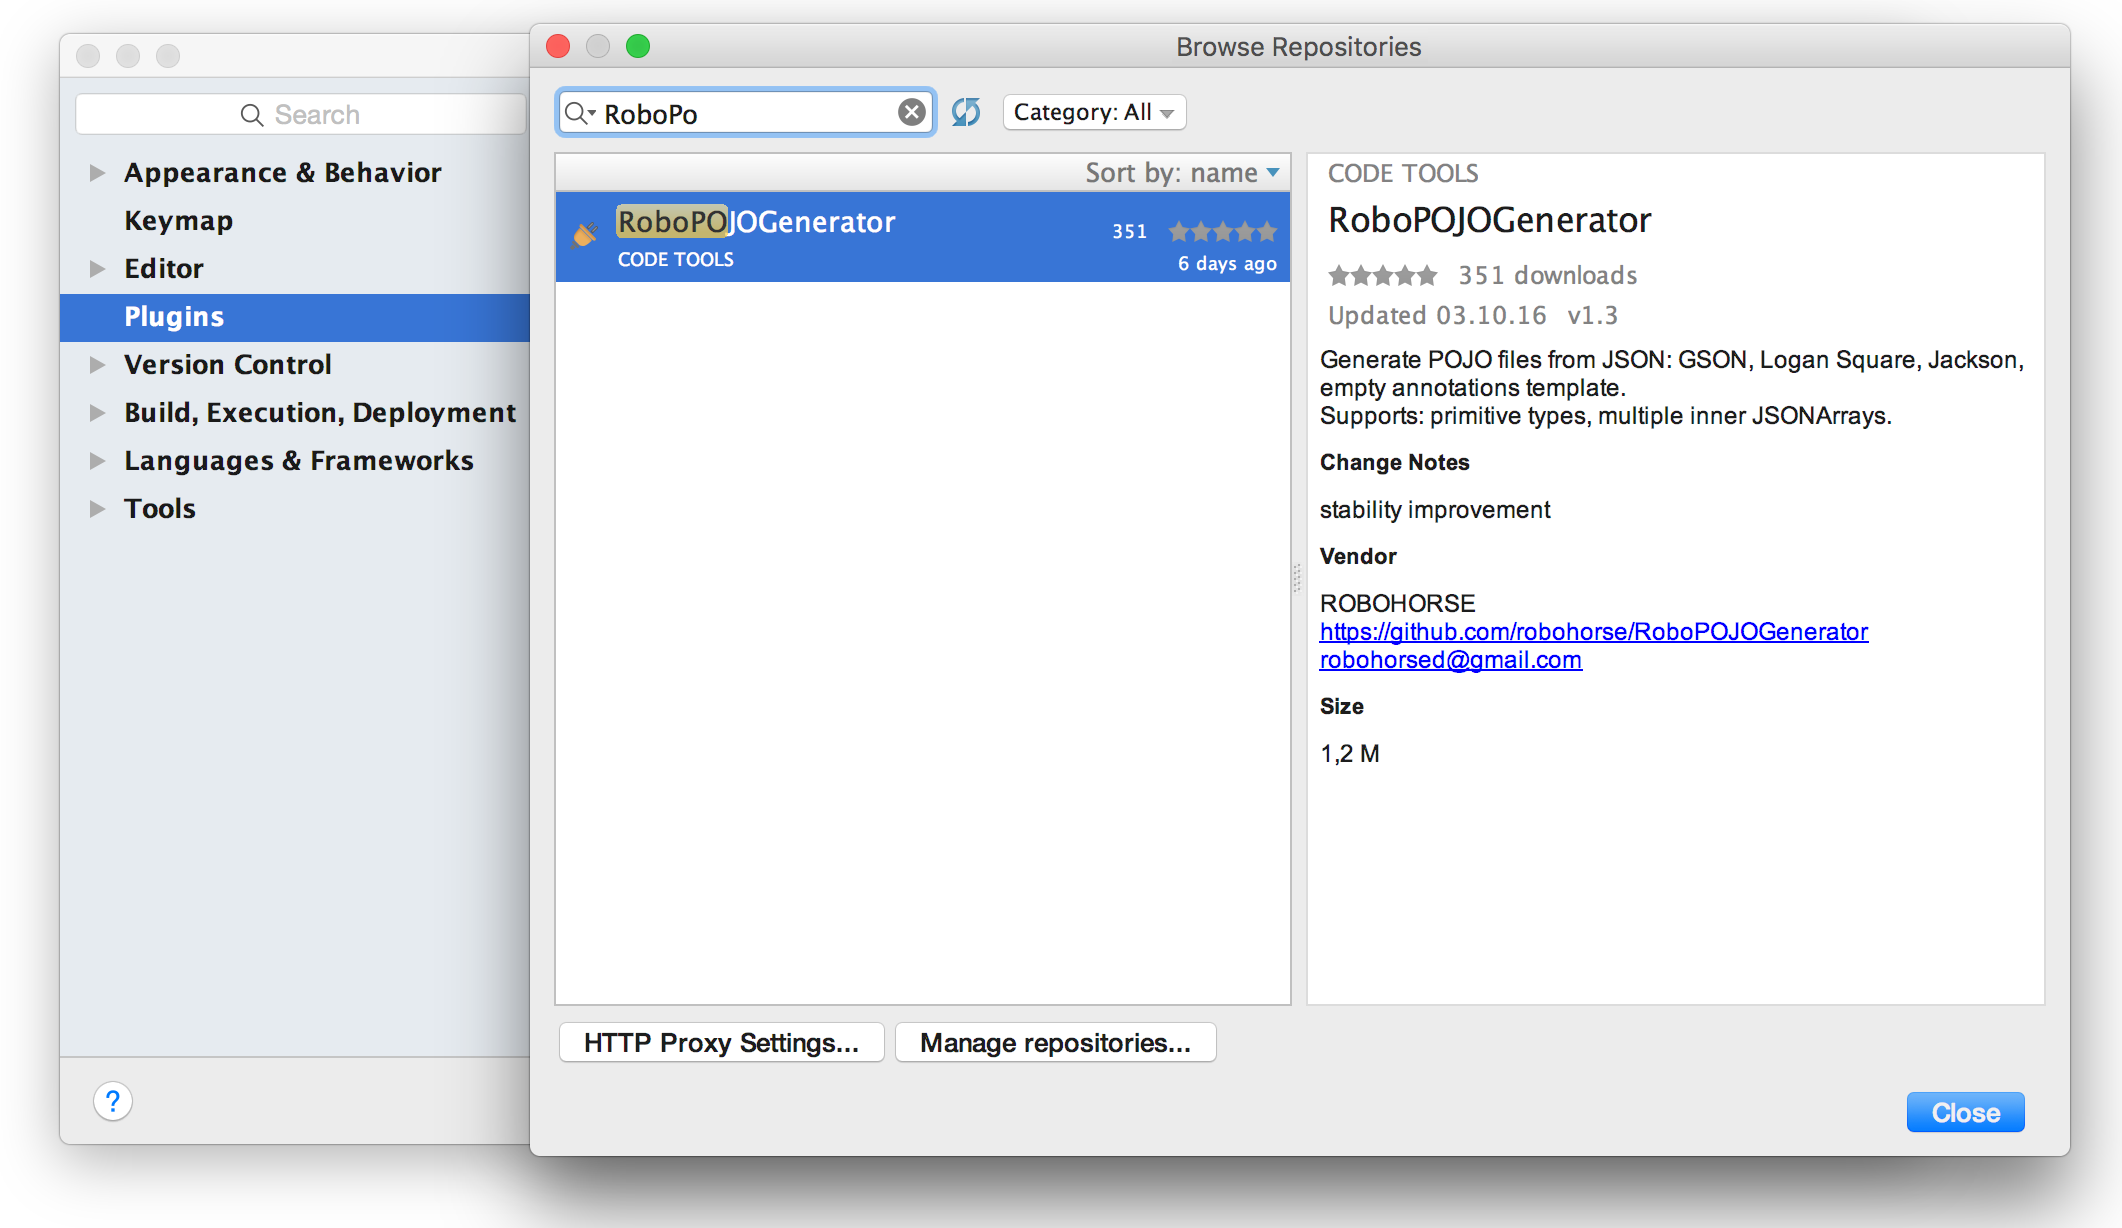 Search
Appearance & Behavior
Keymap
Editor
Plugins
Version Control
Build, Execution, Deployment
Languages & Frameworks
Tools
?
Browse Repositories
RoboPo
Category: All
Sort by: name
RoboPOJOGenerator 351
CODE TOOLS 6 days ago
CODE TOOLS
RoboPOJOGenerator
351 downloads
Updated 03.10.16 v1.3
Generate POJO files from JSON: GSON, Logan Square, Jackson,
empty annotations template.
Supports: primitive types, multiple inner JSONArrays.
Change Notes
stability improvement
Vendor
ROBOHORSE
https://github.com/robohorse/RoboPOJOGenerator
robohorsed@gmail.com
Size
1,2 M
HTTP Proxy Settings... Manage repositories...
Close